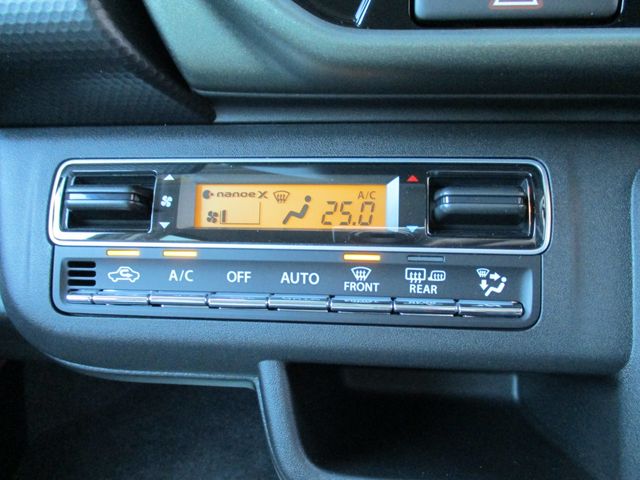 nanoeX A/C
25.0
A/C OFF AUTO FRONT REAR